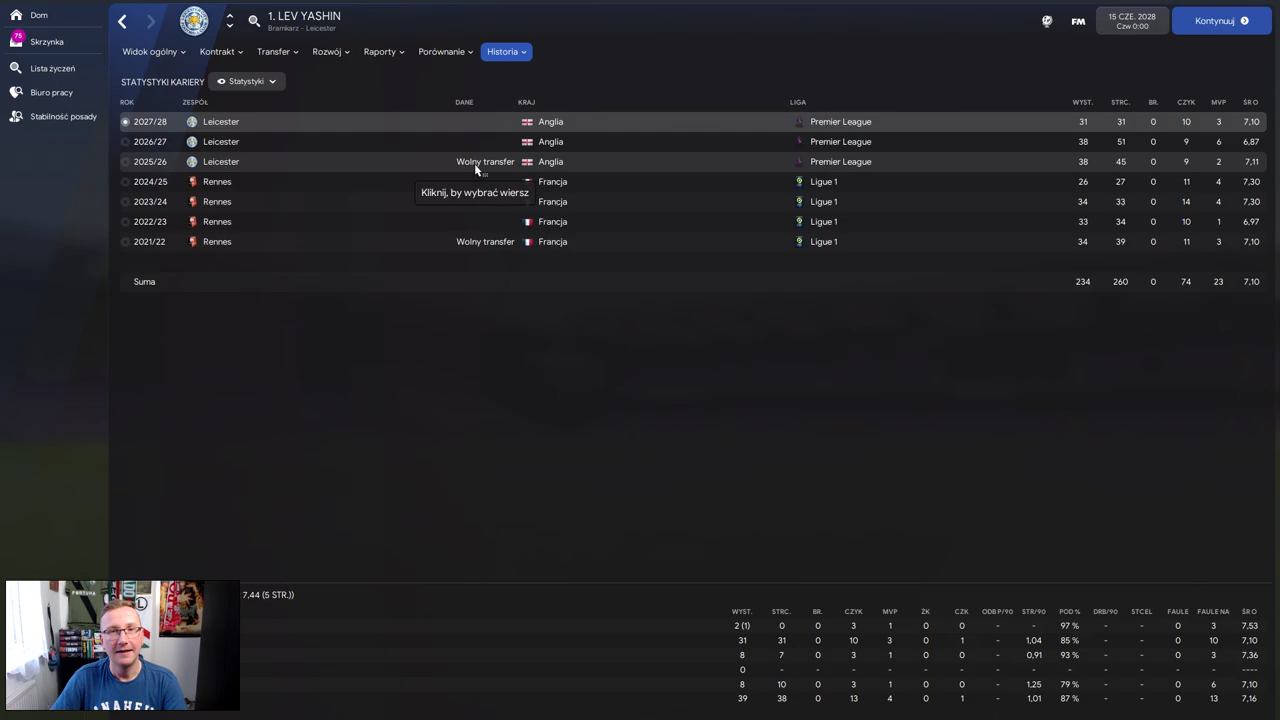 Dom
75
Skrzynka
Lista życzeń
Biuro pracy
Stabilność posady
1. LEV YASHIN
Bramkarz - Leicester
FM
15 CZE. 2028
Czw 0:00
Kontynuuj
Widok ogólny Kontrakt Transfer Rozwój Raporty Porównanie Historia
STATYSTYKI KARIERY Statystyki
ROK ZESPÓŁ DANE KRAJ LIGA WYST. STRC. BR. CZYK MVP ŚR O
2027/28 Leicester Anglia Premier League 31 31 0 10 3 7,10
2026/27 Leicester Anglia Premier League 38 51 0 9 6 6,87
2025/26 Leicester Wolny transfer Anglia Premier League 38 45 0 9 2 7,11
2024/25 Rennes Francja Ligue 1 26 27 0 11 4 7,30
Kliknij, by wybrać wiersz
2023/24 Rennes Francja Ligue 1 34 33 0 14 4 7,30
2022/23 Rennes Francja Ligue 1 33 34 0 10 1 6,97
2021/22 Rennes Wolny transfer Francja Ligue 1 34 39 0 11 3 7,10
Suma 234 260 0 74 23 7,10
7,44 (5 STR.))
WYST. STRC. BR. CZYK MVP ŻK CZK ODB P/90 STR/90 POD % DRB/90 STCEL FAULE FAULE NA ŚR O
2 (1) 0 0 3 1 0 0 - - 97 % - - 0 3 7,53
31 31 0 10 3 0 1 - 1,04 85 % - - 0 10 7,10
8 7 0 3 1 0 0 - 0,91 93 % - - 0 3 7,36
0 - - - - - - - - - - - - - ----
8 10 0 3 1 0 0 - 1,25 79 % - - 0 6 7,10
39 38 0 13 4 0 1 - 1,01 87 % - - 0 13 7,16
FORTUNA